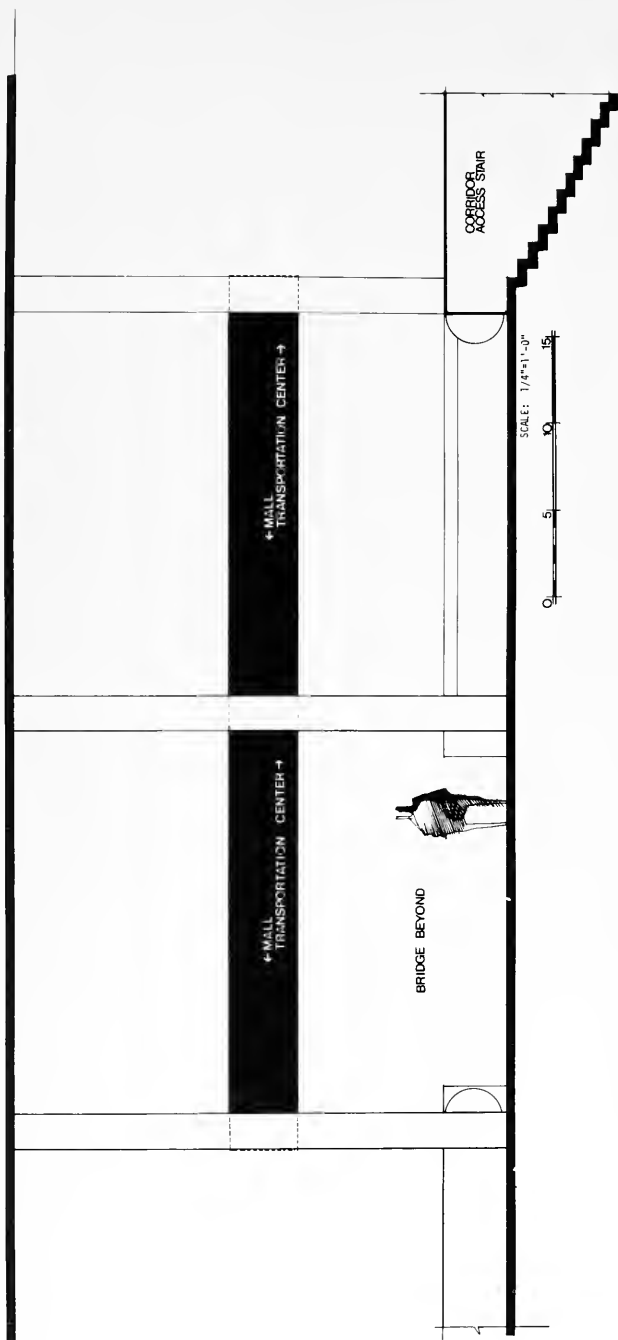 ←MALL
TRANSPORTATION CENTER→
←MALL
TRANSPORTATION CENTER→
BRIDGE BEYOND
CORRIDOR
ACCESS STAIR
SCALE: 1/4"=1'-0"
0 5 10 15